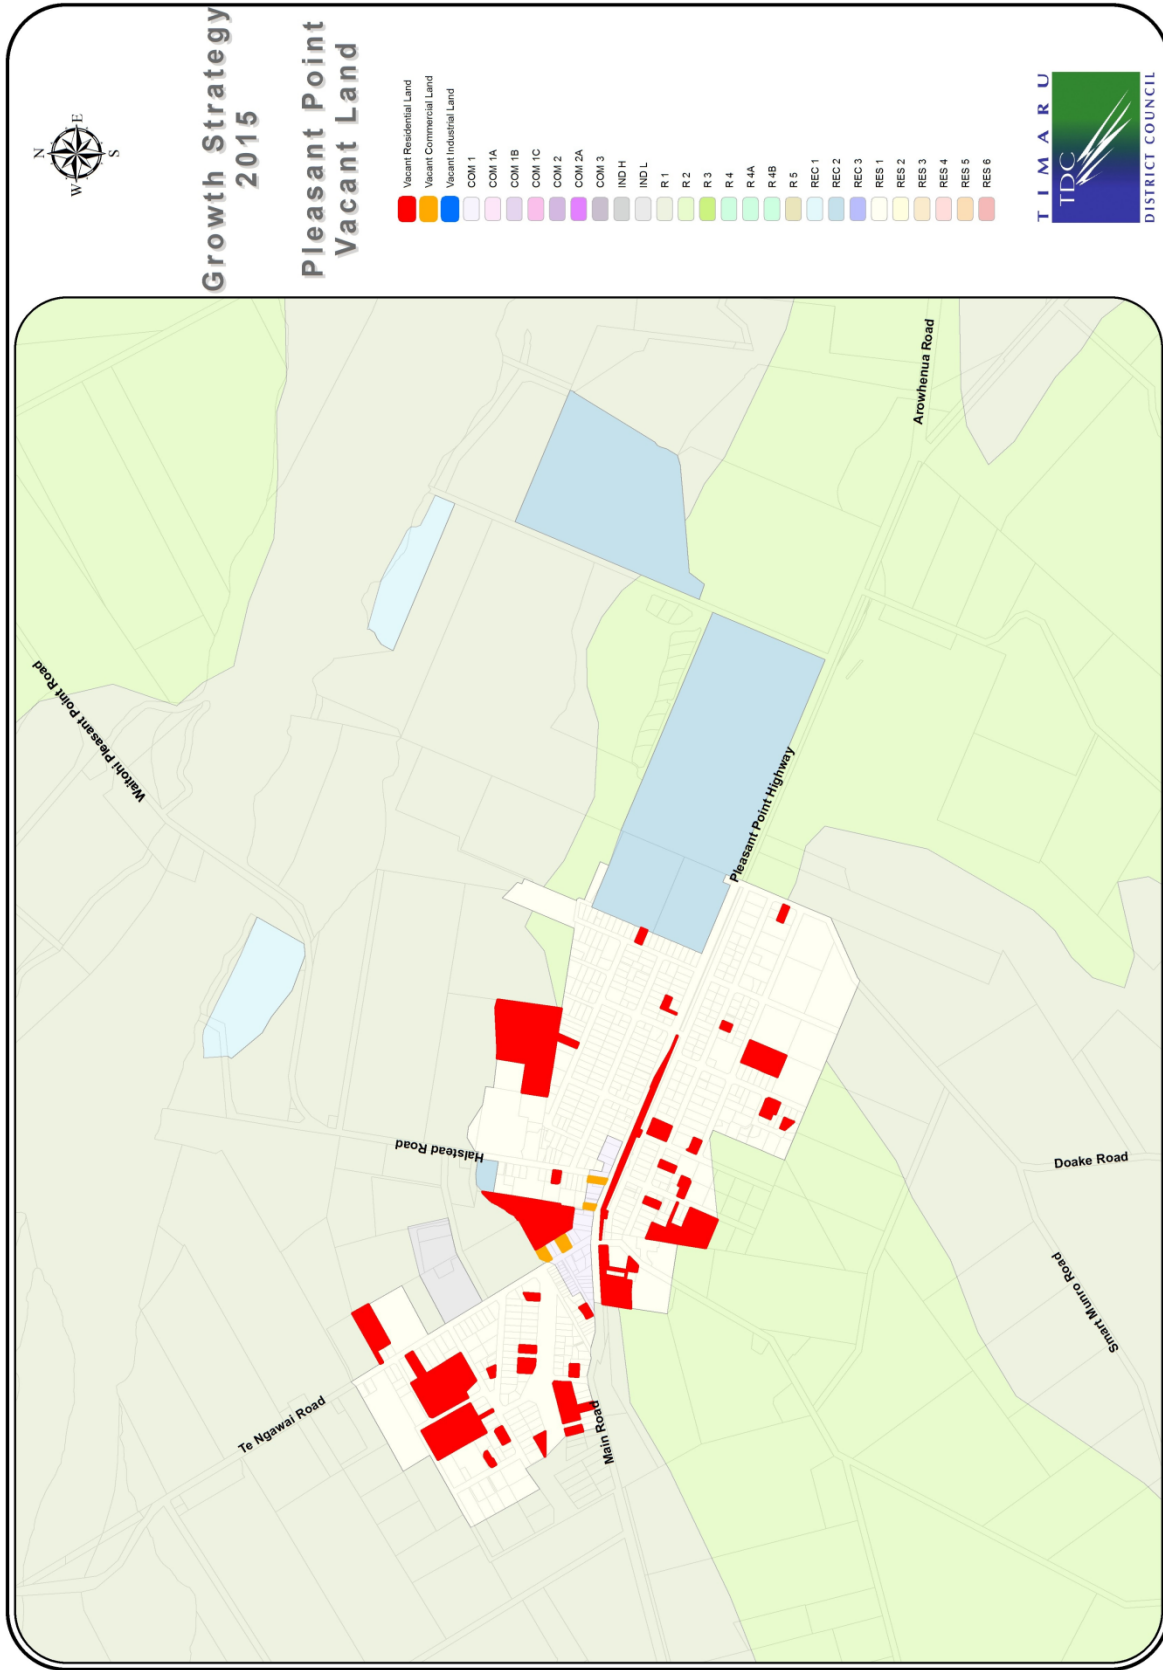 Growth Strategy
2015
Pleasant Point
Vacant Land
N
E
S
W
Vacant Residential Land
Vacant Commercial Land
Vacant Industrial Land
COM 1
COM 1A
COM 1B
COM 1C
COM 2
COM 2A
COM 3
IND H
IND L
R 1
R 2
R 3
R 4
R 4A
R 4B
R 5
REC 1
REC 2
REC 3
RES 1
RES 2
RES 3
RES 4
RES 5
RES 6
TIMARU
TDC
DISTRICT COUNCIL
Waitohi Pleasant Point Road
Arowhenua Road
Pleasant Point Highway
Halstead Road
Te Ngawai Road
Main Road
Doake Road
Smart Munro Road